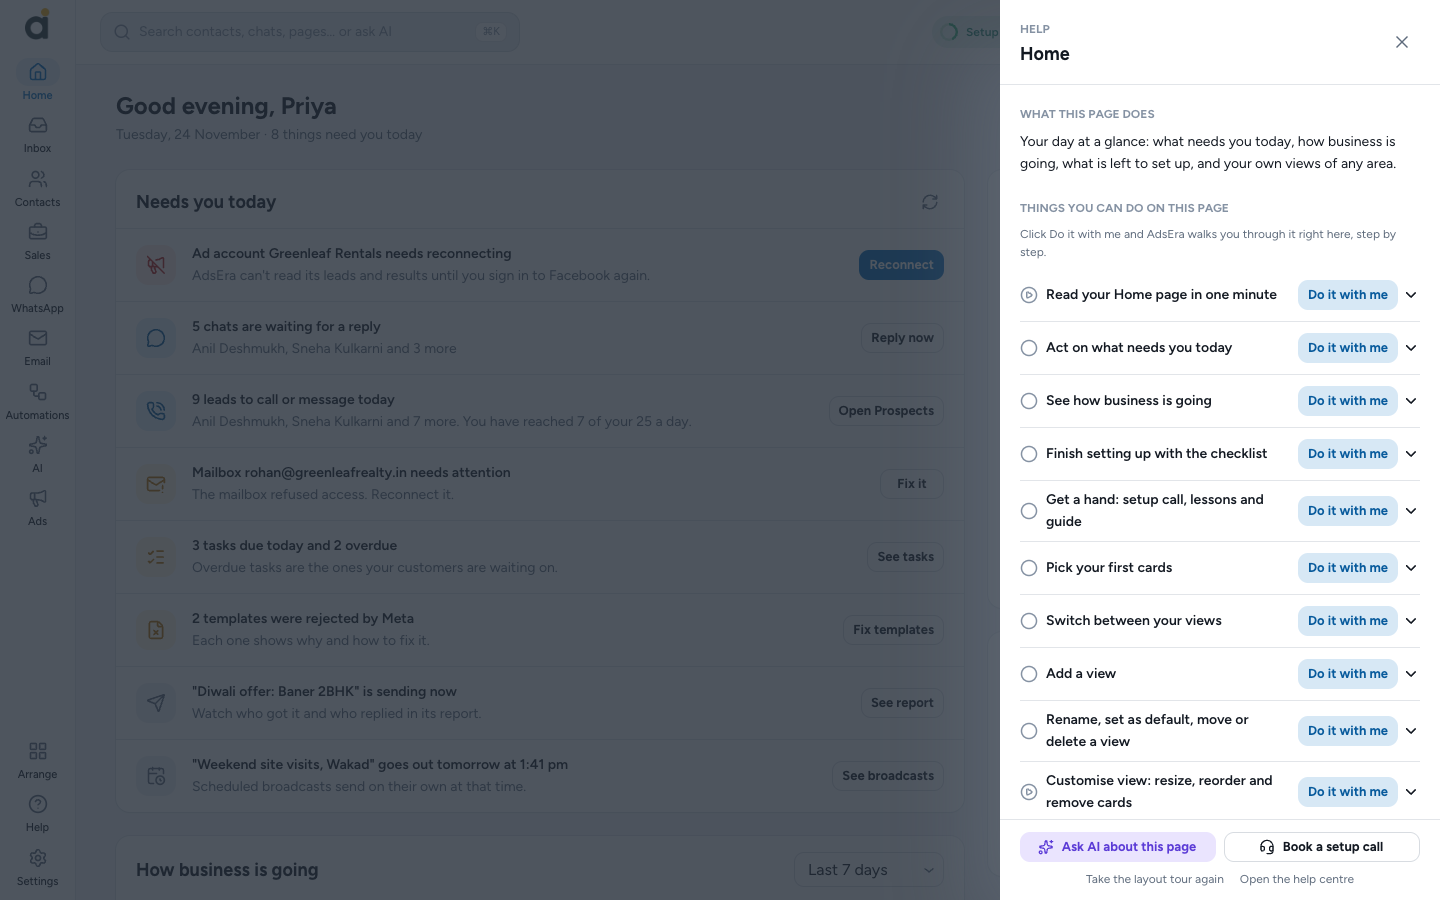 Search contacts, chats, pages... or ask AI
⌘K
Setup
Home
Inbox
Contacts
Sales
WhatsApp
Email
Automations
AI
Ads
Arrange
Help
Settings
Good evening, Priya
Tuesday, 24 November · 8 things need you today
Needs you today
Ad account Greenleaf Rentals needs reconnecting
AdsEra can't read its leads and results until you sign in to Facebook again.
Reconnect
5 chats are waiting for a reply
Anil Deshmukh, Sneha Kulkarni and 3 more
Reply now
9 leads to call or message today
Anil Deshmukh, Sneha Kulkarni and 7 more. You have reached 7 of your 25 a day.
Open Prospects
Mailbox rohan@greenleafrealty.in needs attention
The mailbox refused access. Reconnect it.
Fix it
3 tasks due today and 2 overdue
Overdue tasks are the ones your customers are waiting on.
See tasks
2 templates were rejected by Meta
Each one shows why and how to fix it.
Fix templates
"Diwali offer: Baner 2BHK" is sending now
Watch who got it and who replied in its report.
See report
"Weekend site visits, Wakad" goes out tomorrow at 1:41 pm
Scheduled broadcasts send on their own at that time.
See broadcasts
How business is going
Last 7 days
HELP
Home
WHAT THIS PAGE DOES
Your day at a glance: what needs you today, how business is
going, what is left to set up, and your own views of any area.
THINGS YOU CAN DO ON THIS PAGE
Click Do it with me and AdsEra walks you through it right here, step by
step.
Read your Home page in one minute
Do it with me
Act on what needs you today
Do it with me
See how business is going
Do it with me
Finish setting up with the checklist
Do it with me
Get a hand: setup call, lessons and
guide
Do it with me
Pick your first cards
Do it with me
Switch between your views
Do it with me
Add a view
Do it with me
Rename, set as default, move or
delete a view
Do it with me
Customise view: resize, reorder and
remove cards
Do it with me
Ask AI about this page
Book a setup call
Take the layout tour again
Open the help centre